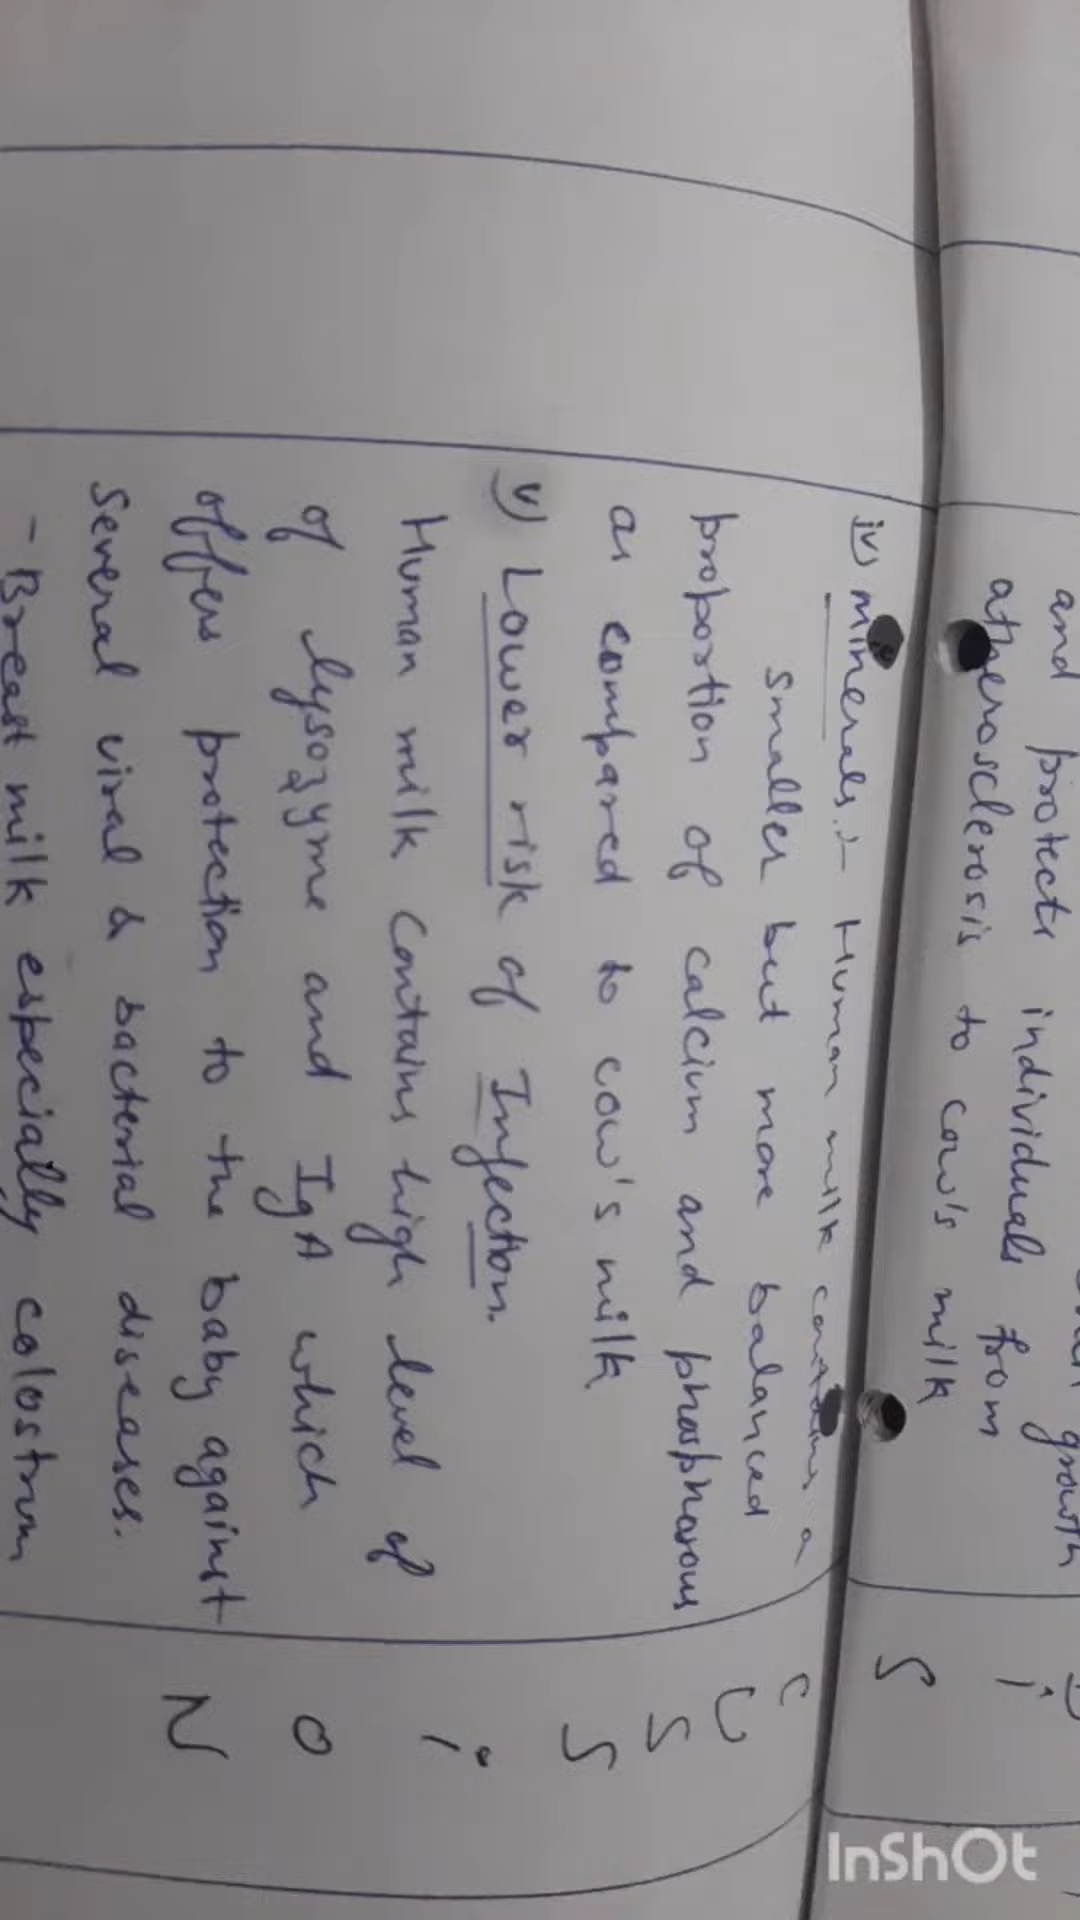 growth
and protects individuals from
atherosclerosis to cow's milk
iv) minerals :- Human milk contains a
smaller but more balanced
proportion of calcium and phosphorous
as compared to cow's milk
v) Lower risk of Infection.
Human milk contains high level of
of lysozyme and IgA which
offers protection to the baby against
several viral & bacterial diseases.
- Breast milk especially colostrum
D
i
S
C
U
S
S
i
O
N
InShOt